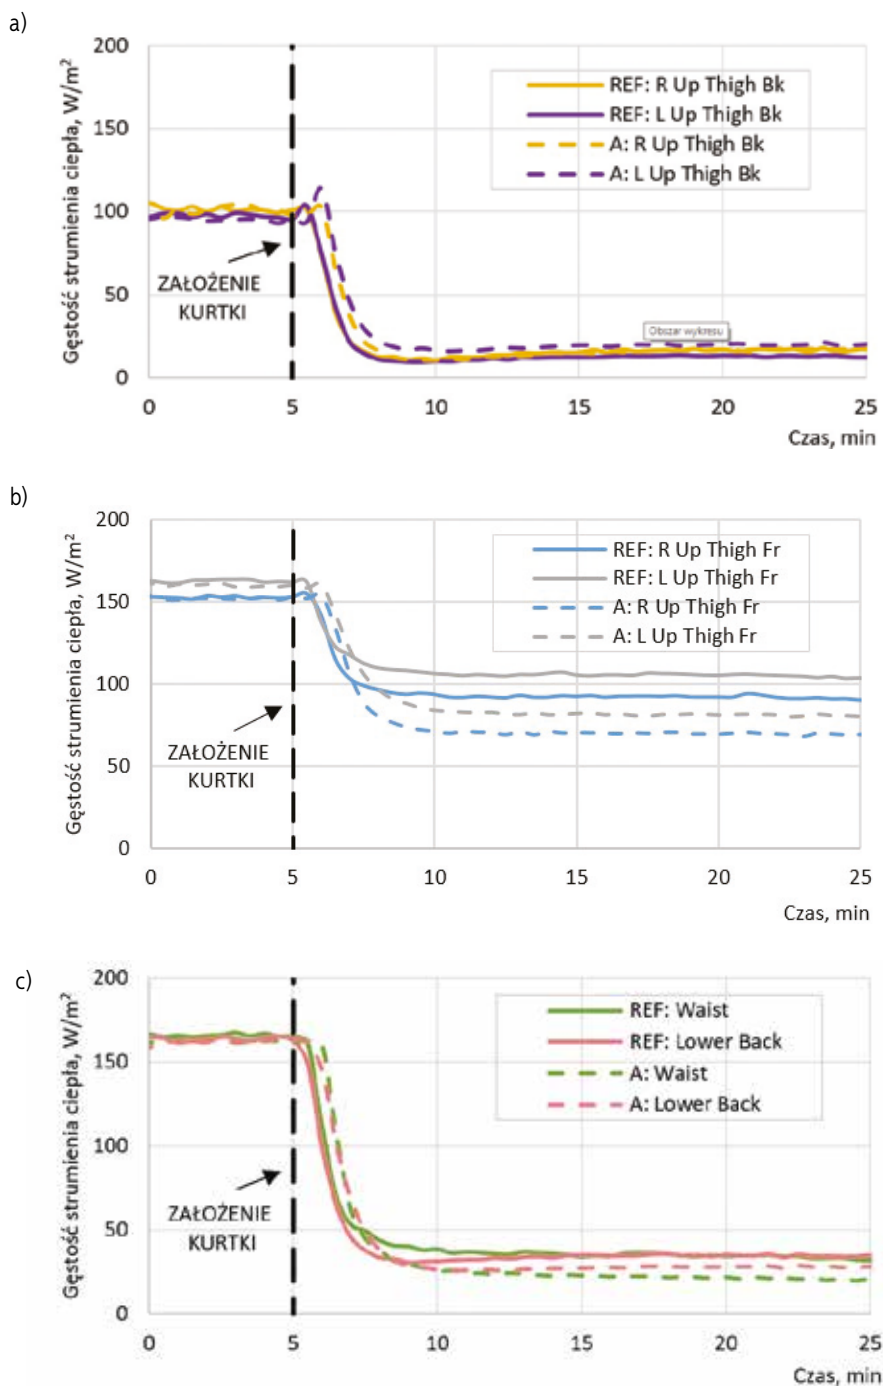 a)
Gęstość strumienia ciepła, W/m²
200
150
100
50
0
REF: R Up Thigh Bk
REF: L Up Thigh Bk
A: R Up Thigh Bk
A: L Up Thigh Bk
ZAŁOŻENIE
KURTKI
Obszar wykresu
0 5 10 15 20 25
Czas, min
b)
Gęstość strumienia ciepła, W/m²
200
150
100
50
0
REF: R Up Thigh Fr
REF: L Up Thigh Fr
A: R Up Thigh Fr
A: L Up Thigh Fr
ZAŁOŻENIE
KURTKI
0 5 10 15 20 25
Czas, min
c)
Gęstość strumienia ciepła, W/m²
200
150
100
50
0
REF: Waist
REF: Lower Back
A: Waist
A: Lower Back
ZAŁOŻENIE
KURTKI
0 5 10 15 20 25
Czas, min